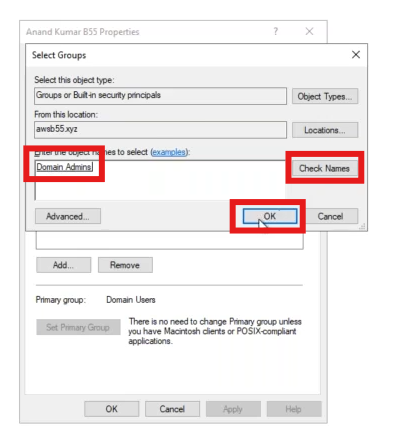 Anand Kumar B55 Properties ? ×
Select Groups ×
Select this object type:
Groups or Built-in security principals Object Types...
From this location:
awsb55.xyz Locations...
Enter the object names to select (examples):
Domain Admins Check Names
Advanced... OK Cancel
Add... Remove
Primary group: Domain Users
Set Primary Group
There is no need to change Primary group unless
you have Macintosh clients or POSIX-compliant
applications.
OK Cancel Apply Help